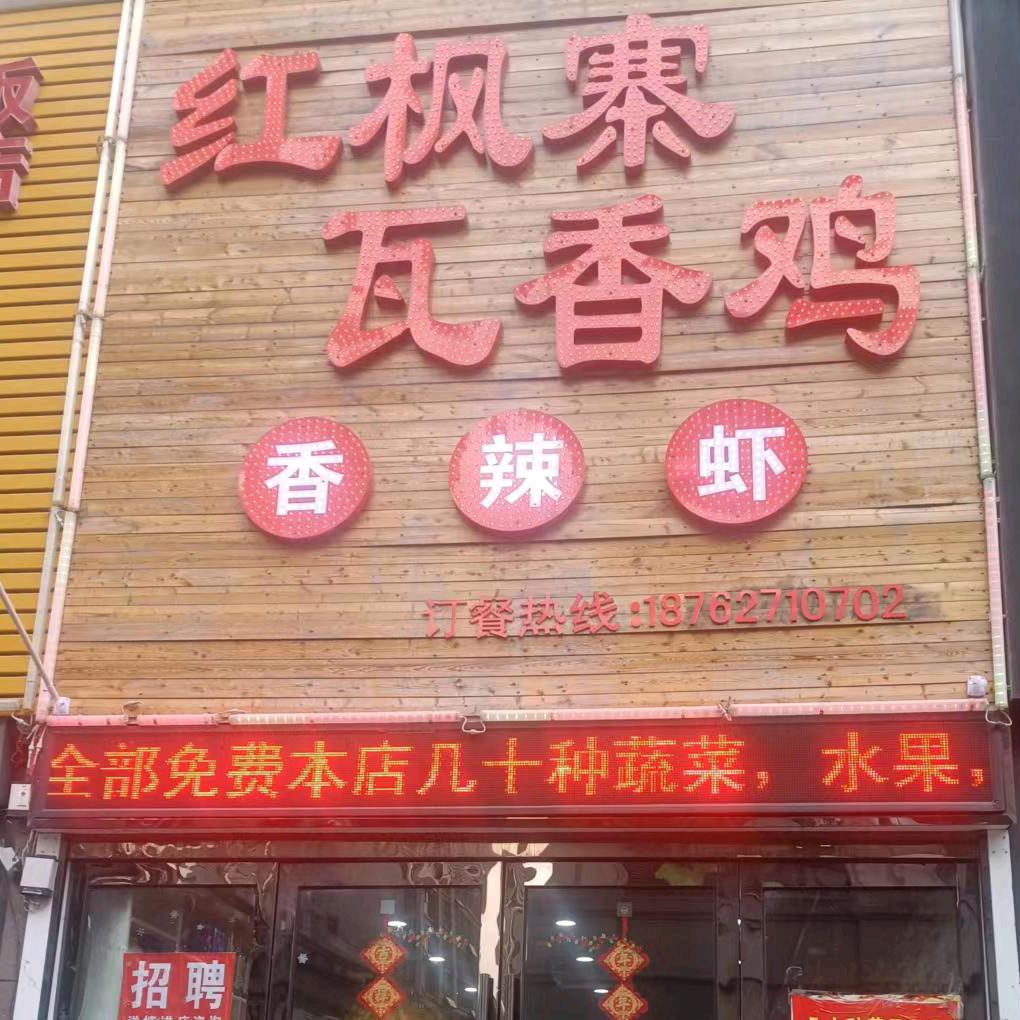 红枫寨
瓦香鸡
香辣虾
订餐热线:18762710702
全部免费本店几十种蔬菜，水果，
招聘